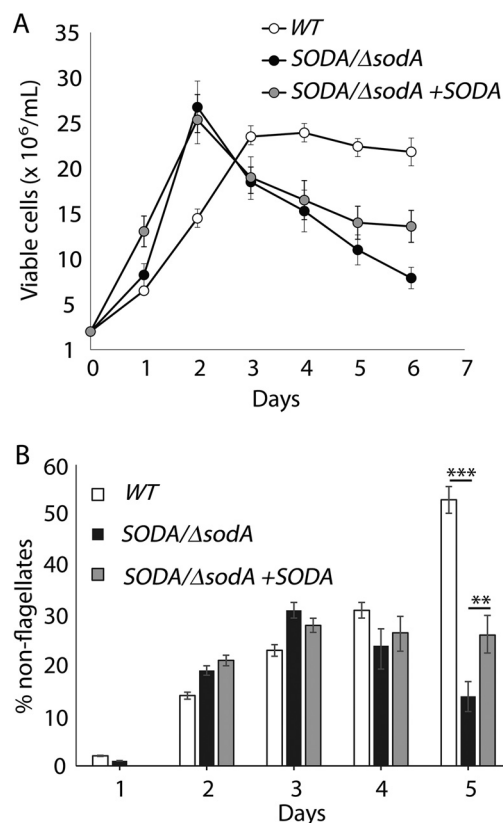 A
WT
SODA/ΔsodA
SODA/ΔsodA +SODA
Viable cells (x 10⁶/mL)
35
30
25
20
15
10
5
1
0 1 2 3 4 5 6 7
Days
B
WT
SODA/ΔsodA
SODA/ΔsodA +SODA
% non-flagellates
60
50
40
30
20
10
0
***
**
1 2 3 4 5
Days